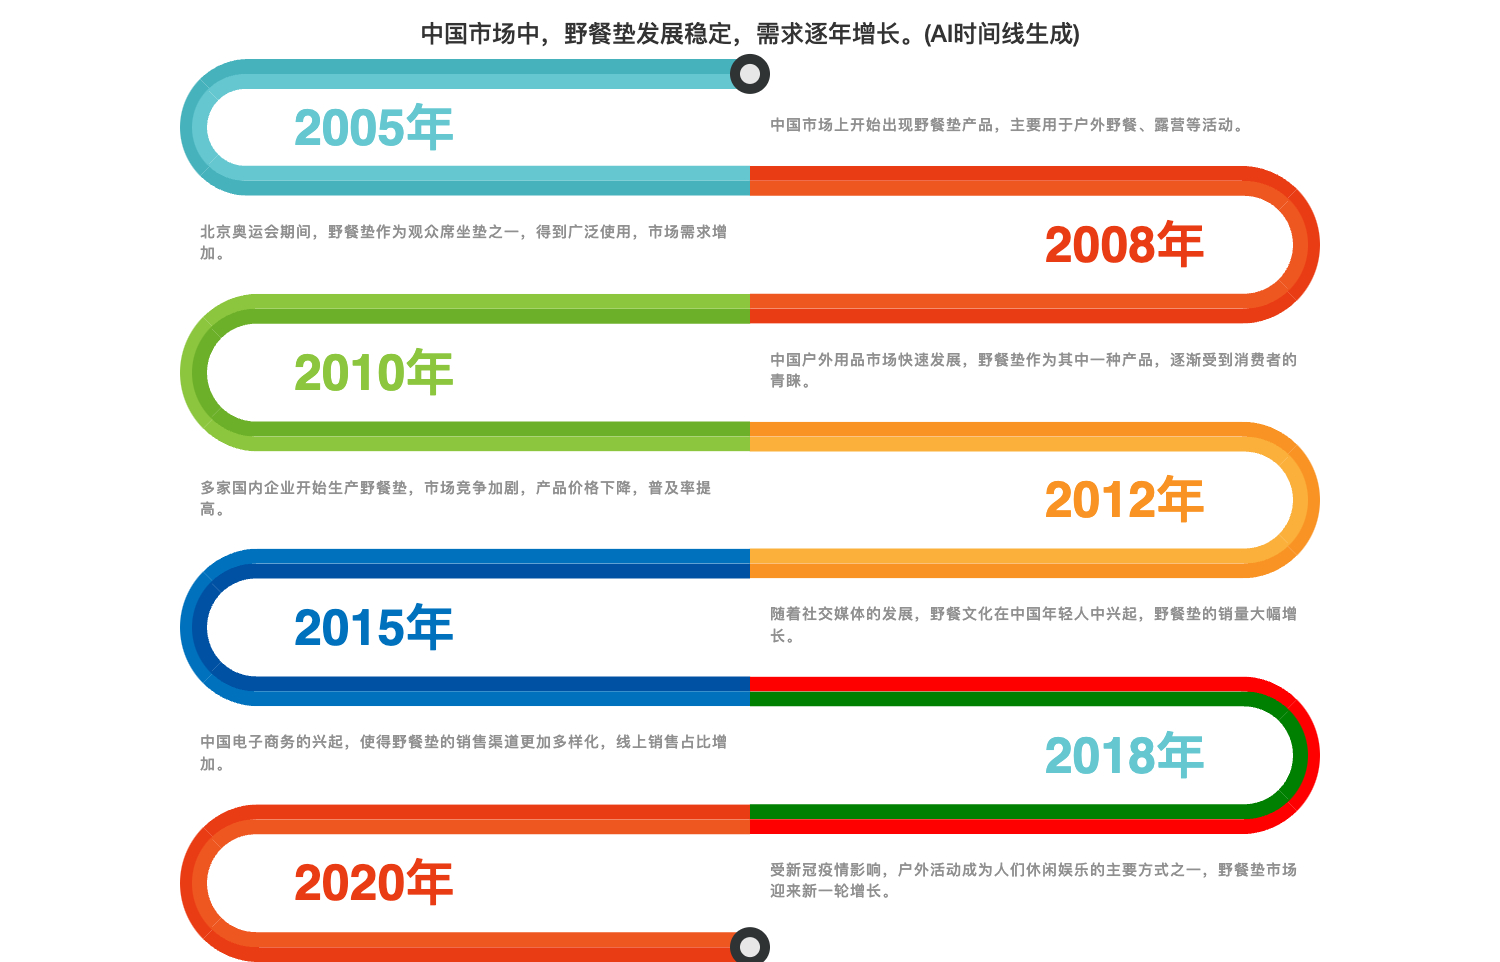 中国市场中，野餐垫发展稳定，需求逐年增长。(AI时间线生成)
2005年
中国市场上开始出现野餐垫产品，主要用于户外野餐、露营等活动。
北京奥运会期间，野餐垫作为观众席坐垫之一，得到广泛使用，市场需求增
加。
2008年
2010年
中国户外用品市场快速发展，野餐垫作为其中一种产品，逐渐受到消费者的
青睐。
多家国内企业开始生产野餐垫，市场竞争加剧，产品价格下降，普及率提
高。
2012年
2015年
随着社交媒体的发展，野餐文化在中国年轻人中兴起，野餐垫的销量大幅增
长。
中国电子商务的兴起，使得野餐垫的销售渠道更加多样化，线上销售占比增
加。
2018年
2020年
受新冠疫情影响，户外活动成为人们休闲娱乐的主要方式之一，野餐垫市场
迎来新一轮增长。